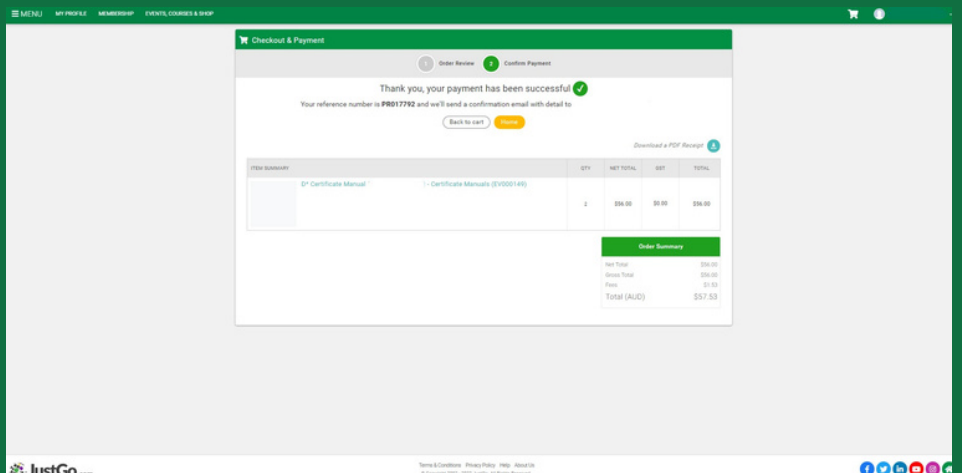 MENU MY PROFILE MEMBERSHIP EVENTS, COURSES & SHOP
Checkout & Payment
1 Order Review 2 Confirm Payment
Thank you, your payment has been successful
Your reference number is PR017792 and we'll send a confirmation email with detail to
Back to cart Home
Download a PDF Receipt
ITEM SUMMARY QTY NET TOTAL GST TOTAL
D* Certificate Manual - Certificate Manuals (EV000149)
2 $56.00 $0.00 $56.00
Order Summary
Net Total $56.00
Gross Total $56.00
Fees $1.53
Total (AUD) $57.53
Terms & Conditions Privacy Policy Help About Us
JustGo